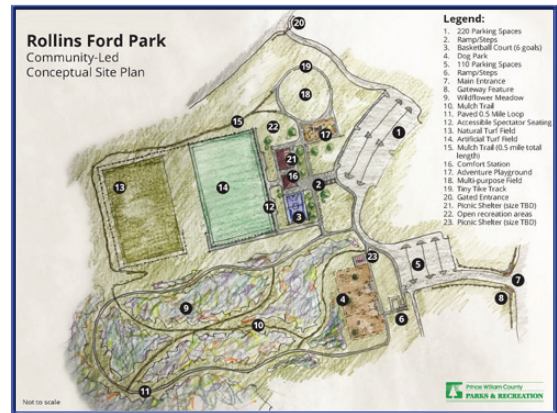 Rollins Ford Park
Community-Led
Conceptual Site Plan
Legend:
1. 220 Parking Spaces
2. Ramp/Steps
3. Basketball Court (6 goals)
4. Dog Park
5. 110 Parking Spaces
6. Ramp/Steps
7. Main Entrance
8. Gateway Feature
9. Wildflower Meadow
10. Mulch Trail
11. Paved 0.5 Mile Loop
12. Accessible Spectator Seating
13. Natural Turf Field
14. Artificial Turf Field
15. Mulch Trail (0.5 mile total
length)
16. Comfort Station
17. Adventure Playground
18. Multi-purpose Field
19. Tiny Tike Track
20. Gated Entrance
21. Picnic Shelter (size TBD)
22. Open recreation areas
23. Picnic Shelter (size TBD)
20
19
18
15
22
17
1
21
13
14
16
2
12
3
23
5
4
7
9
8
10
6
11
Not to scale
Prince William County
PARKS & RECREATION